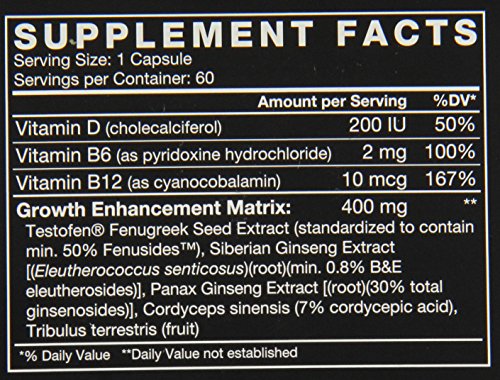 SUPPLEMENT FACTS
Serving Size: 1 Capsule
Servings per Container: 60
Amount per Serving %DV*
Vitamin D (cholecalciferol) 200 IU 50%
Vitamin B6 (as pyridoxine hydrochloride) 2 mg 100%
Vitamin B12 (as cyanocobalamin) 10 mcg 167%
Growth Enhancement Matrix: 400 mg **
Testofen® Fenugreek Seed Extract (standardized to contain
min. 50% Fenusides™), Siberian Ginseng Extract
[(Eleutherococcus senticosus)(root)(min. 0.8% B&E
eleutherosides)], Panax Ginseng Extract [(root)(30% total
ginsenosides)], Cordyceps sinensis (7% cordycepic acid),
Tribulus terrestris (fruit)
*% Daily Value **Daily Value not established